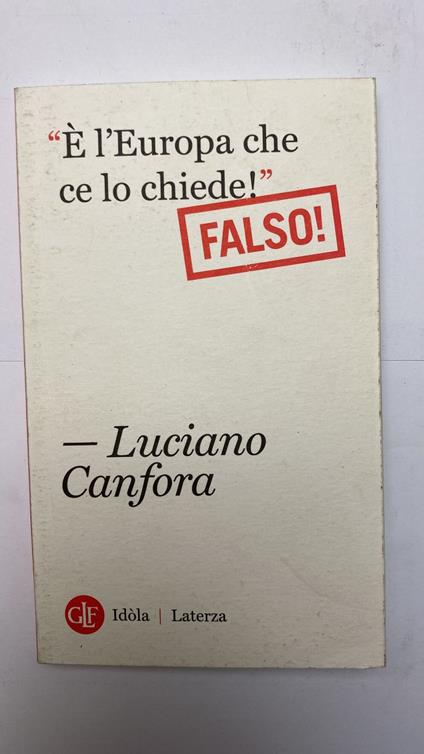 “È l’Europa che
ce lo chiede!”
FALSO!
— Luciano
Canfora
GLF Idòla | Laterza